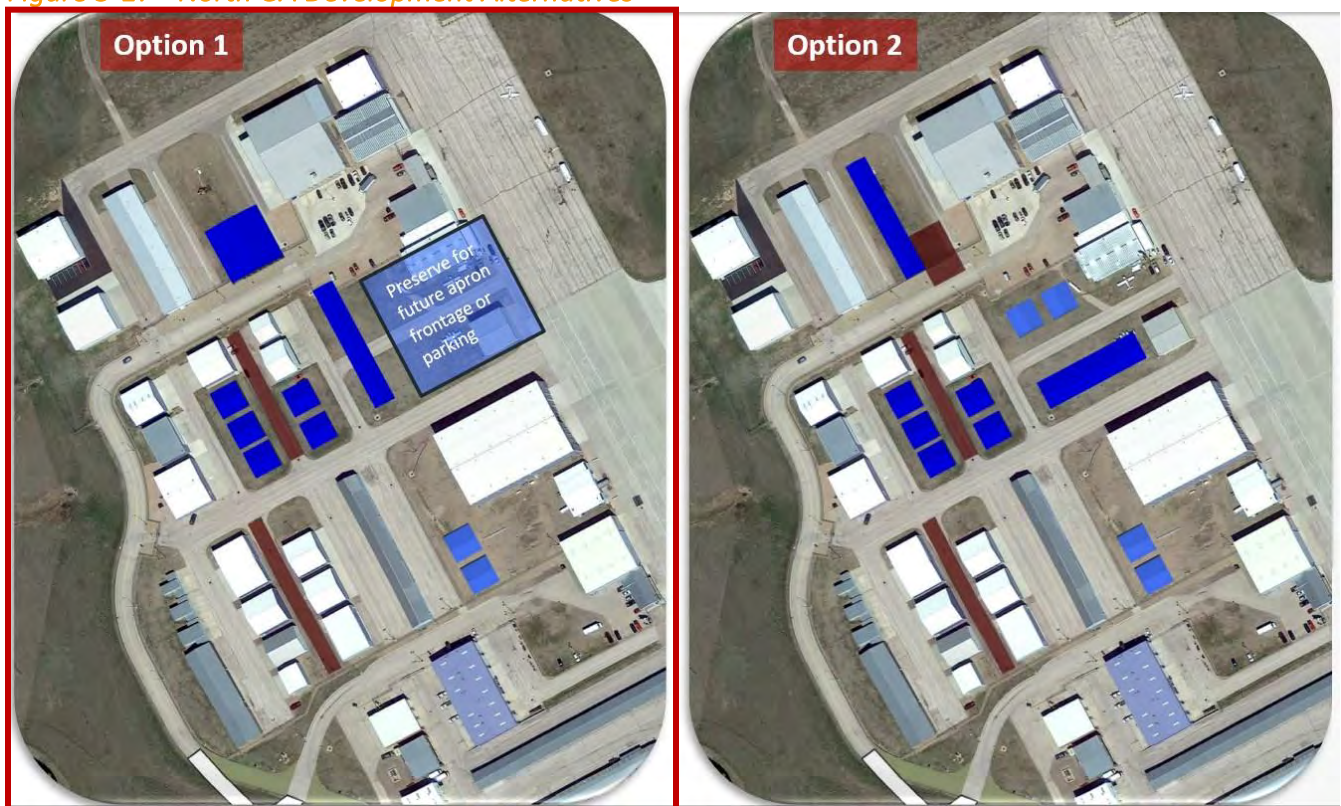 Option 1
Option 2
Preserve for
future apron
frontage or
parking